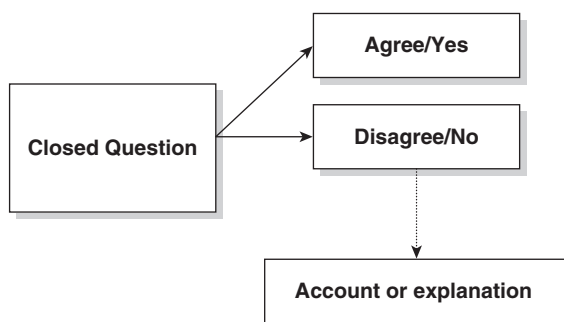 Agree/Yes
Closed Question
Disagree/No
Account or explanation